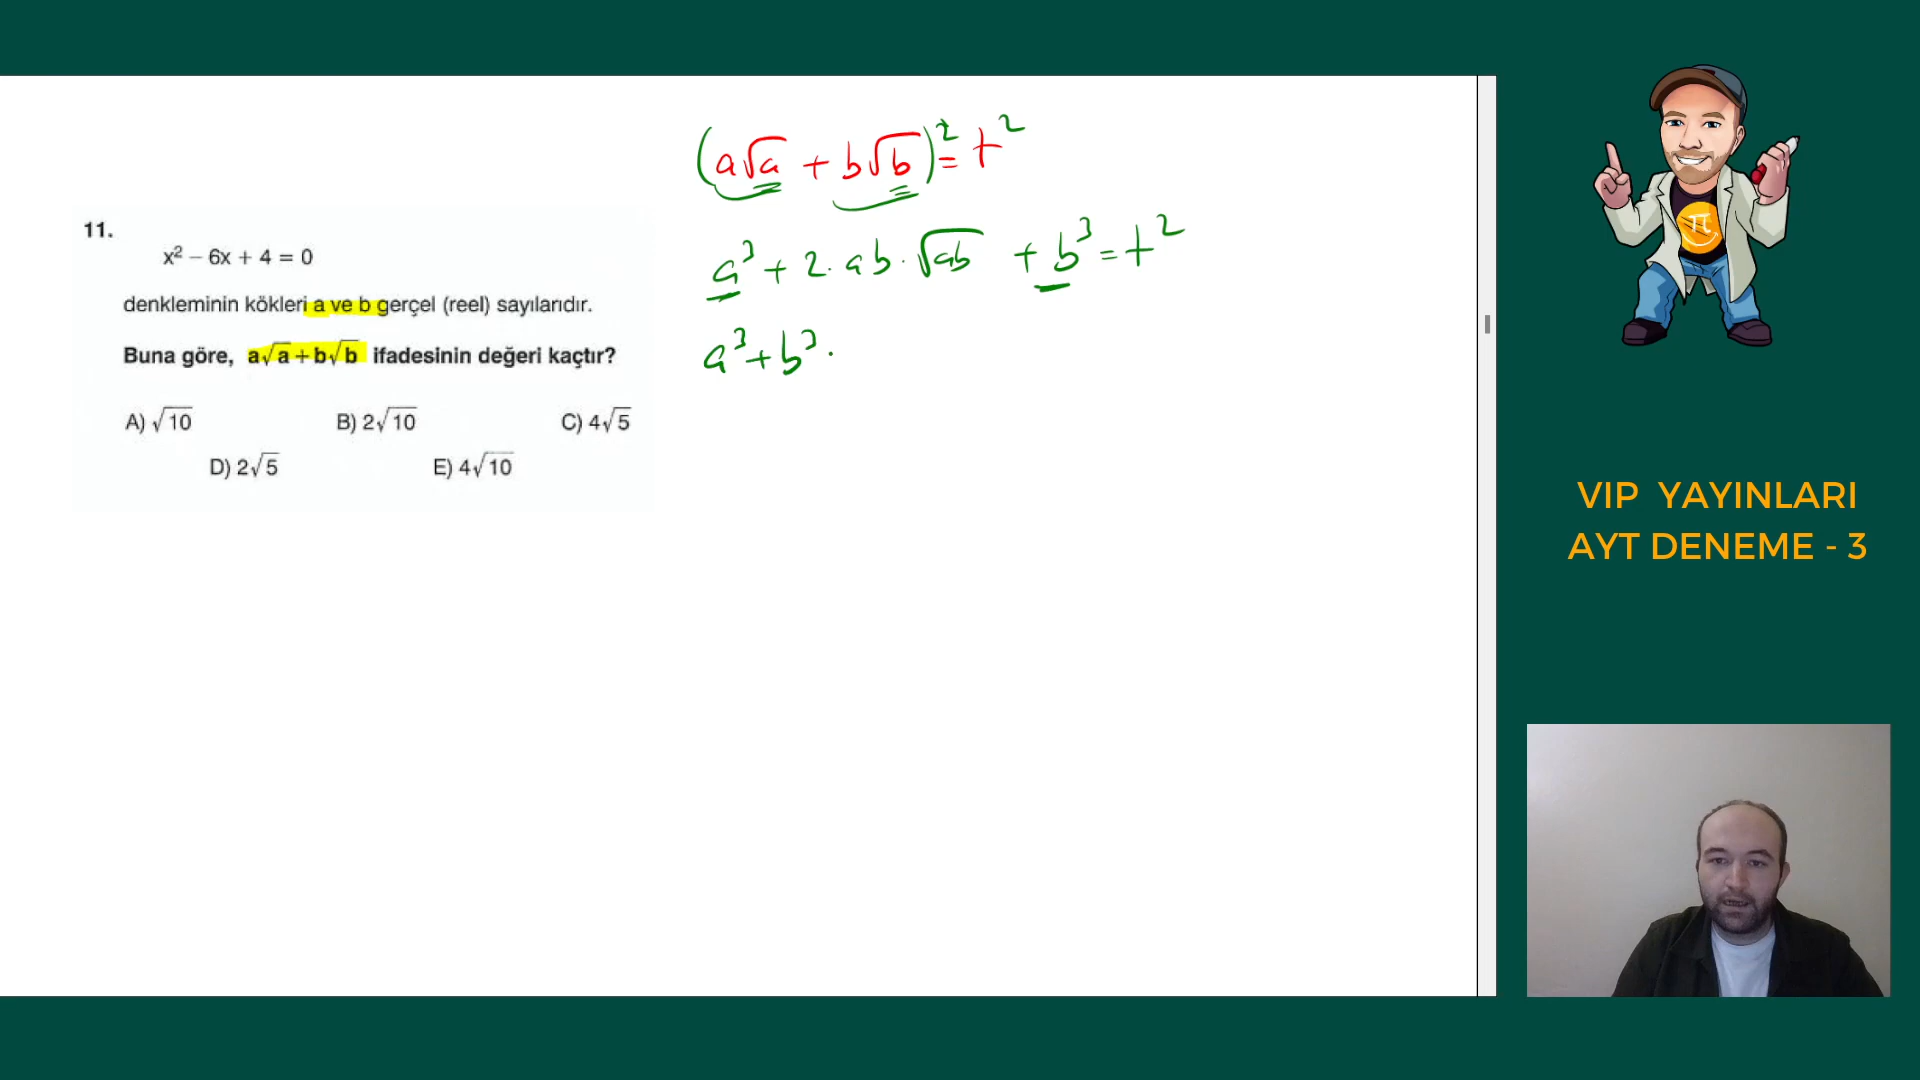 11.
x² – 6x + 4 = 0
denkleminin kökleri a ve b gerçel (reel) sayılarıdır.
Buna göre, a√a + b√b ifadesinin değeri kaçtır?
A) √10 B) 2√10 C) 4√5
D) 2√5 E) 4√10
(a√a + b√b)² = t²
a³ + 2·ab·√ab + b³ = t²
a³ + b³ ·
π
VIP YAYINLARI
AYT DENEME - 3